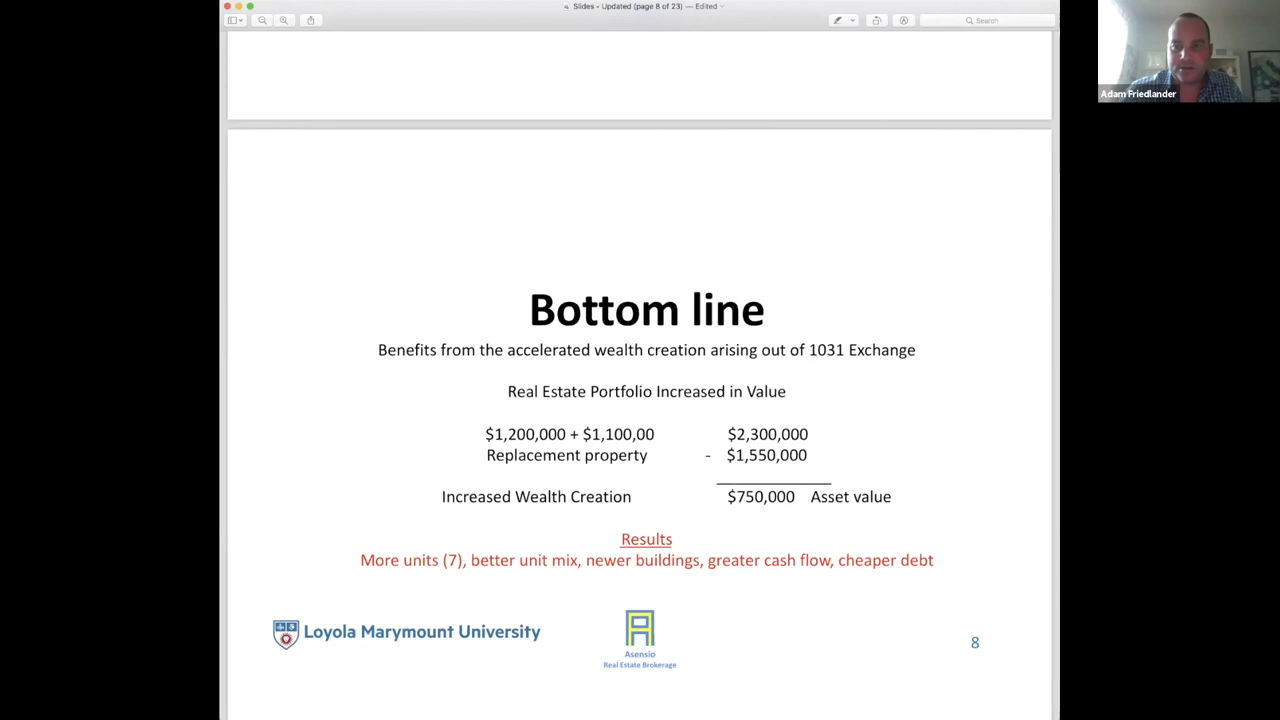 Slides - Updated (page 8 of 23) — Edited
Search
Adam Friedlander
Bottom line
Benefits from the accelerated wealth creation arising out of 1031 Exchange
Real Estate Portfolio Increased in Value
$1,200,000 + $1,100,00 $2,300,000
Replacement property - $1,550,000
Increased Wealth Creation $750,000 Asset value
Results
More units (7), better unit mix, newer buildings, greater cash flow, cheaper debt
Loyola Marymount University
Asensio
Real Estate Brokerage
8